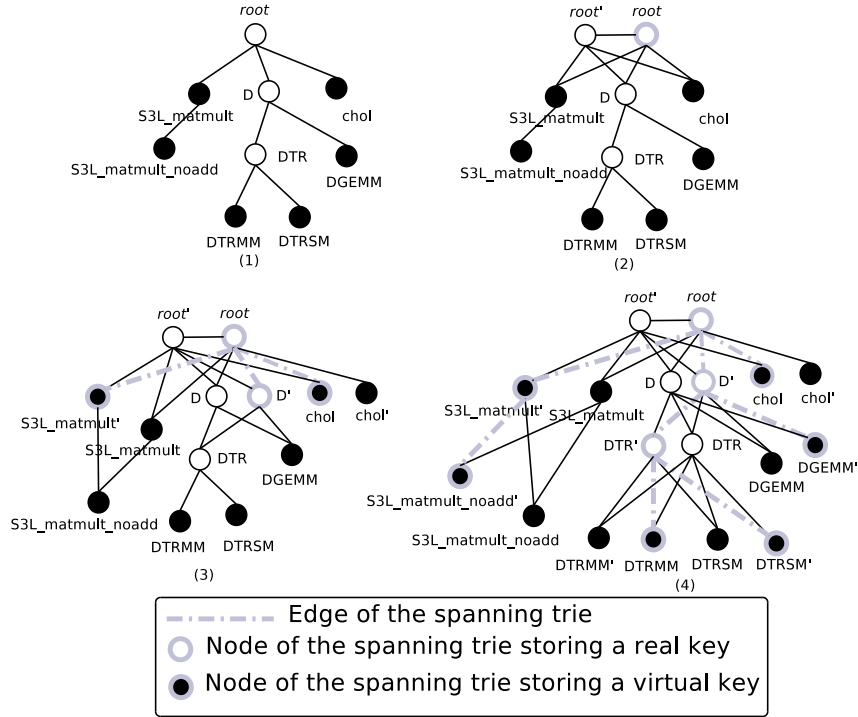 root
D
S3L_matmult
chol
DTR
S3L_matmult_noadd
DGEMM
DTRMM
DTRSM
(1)
root'
root
D
S3L_matmult
chol
DTR
S3L_matmult_noadd
DGEMM
DTRMM
DTRSM
(2)
root'
root
D
D'
S3L_matmult'
chol
chol'
S3L_matmult
DTR
DGEMM
S3L_matmult_noadd
DTRMM
DTRSM
(3)
root'
root
D
D'
S3L_matmult'
S3L_matmult
chol
chol'
DTR'
DTR
DGEMM'
DGEMM
S3L_matmult_noadd'
S3L_matmult_noadd
DTRMM'
DTRMM
DTRSM
DTRSM'
(4)
Edge of the spanning trie
Node of the spanning trie storing a real key
Node of the spanning trie storing a virtual key